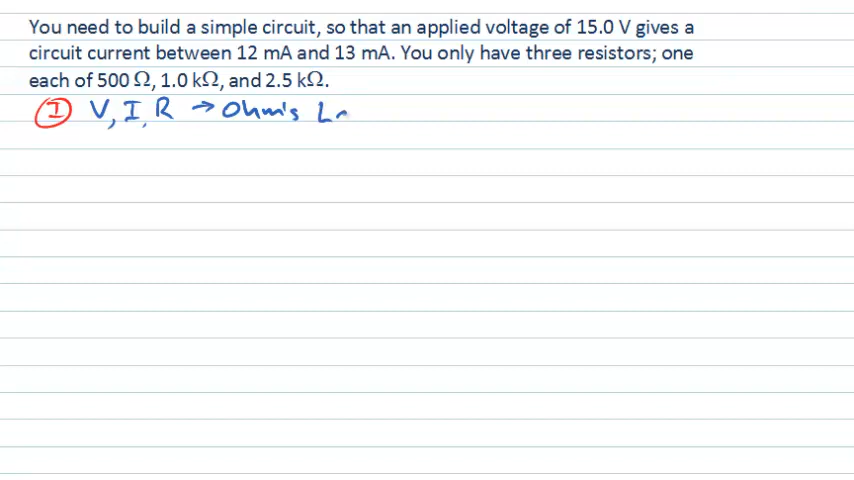 You need to build a simple circuit, so that an applied voltage of 15.0 V gives a
circuit current between 12 mA and 13 mA. You only have three resistors; one
each of 500 Ω, 1.0 kΩ, and 2.5 kΩ.
I V, I, R → Ohm's L